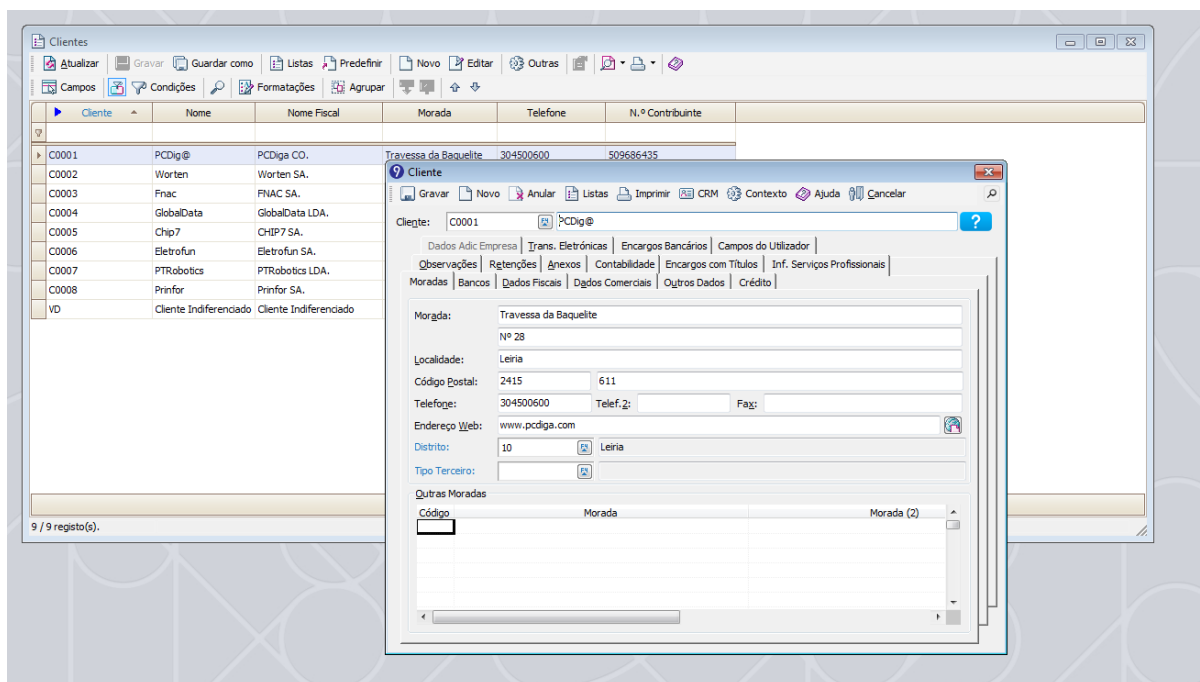 Clientes
Atualizar Gravar Guardar como Listas Predefinir Novo Editar Outras
Campos Condições Formatações Agrupar
Cliente Nome Nome Fiscal Morada Telefone N.º Contribuinte
C0001 PCDig@ PCDiga CO. Travessa da Baquelite 304500600 509686435
C0002 Worten Worten SA.
C0003 Fnac FNAC SA.
C0004 GlobalData GlobalData LDA.
C0005 Chip7 CHIP7 SA.
C0006 Eletrofun Eletrofun SA.
C0007 PTRobotics PTRobotics LDA.
C0008 Prinfor Prinfor SA.
VD Cliente Indiferenciado Cliente Indiferenciado
9 / 9 registo(s).
9 Cliente
Gravar Novo Anular Listas Imprimir CRM Contexto Ajuda Cancelar
Cliente: C0001 PCDig@ ?
Dados Adic Empresa Trans. Eletrónicas Encargos Bancários Campos do Utilizador
Observações Retenções Anexos Contabilidade Encargos com Títulos Inf. Serviços Profissionais
Moradas Bancos Dados Fiscais Dados Comerciais Outros Dados Crédito
Morada: Travessa da Baquelite
Nº 28
Localidade: Leiria
Código Postal: 2415 611
Telefone: 304500600 Telef.2: Fax:
Endereço Web: www.pcdiga.com
Distrito: 10 Leiria
Tipo Terceiro:
Outras Moradas
Código Morada Morada (2)